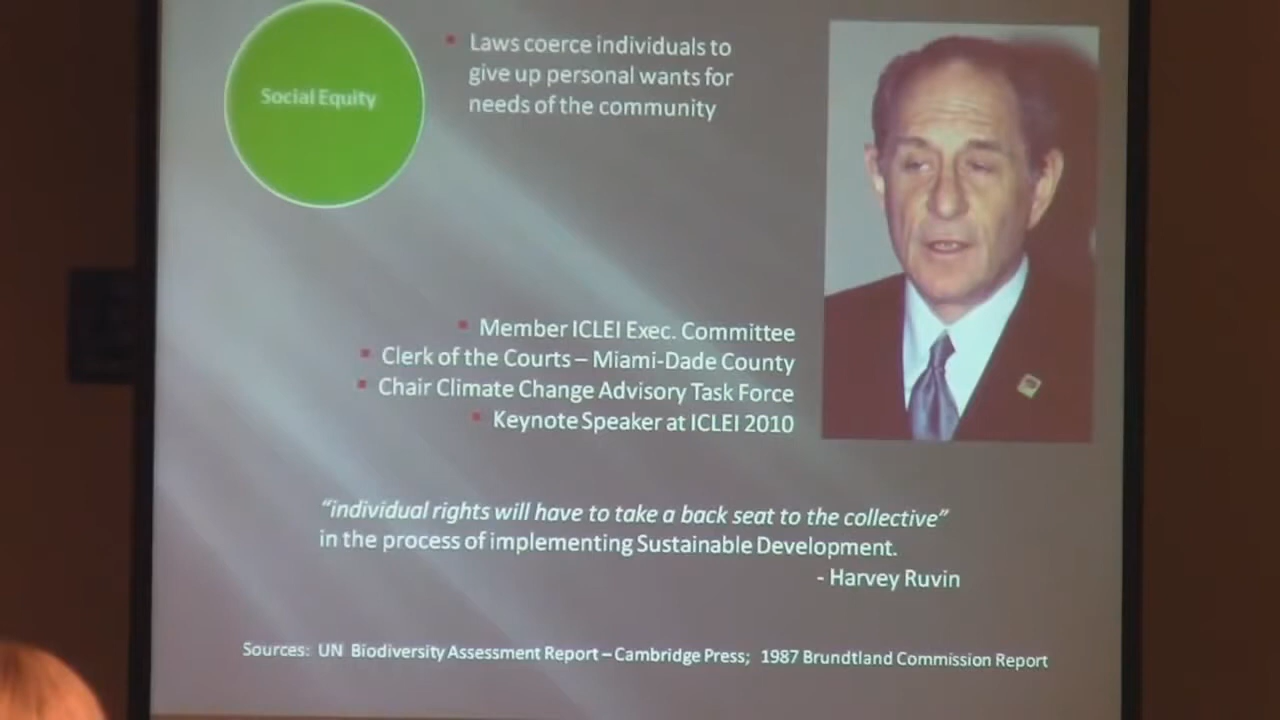 Social Equity
▪ Laws coerce individuals to
give up personal wants for
needs of the community
▪ Member ICLEI Exec. Committee
▪ Clerk of the Courts – Miami-Dade County
▪ Chair Climate Change Advisory Task Force
▪ Keynote Speaker at ICLEI 2010
“individual rights will have to take a back seat to the collective”
in the process of implementing Sustainable Development.
- Harvey Ruvin
Sources: UN Biodiversity Assessment Report – Cambridge Press; 1987 Brundtland Commission Report